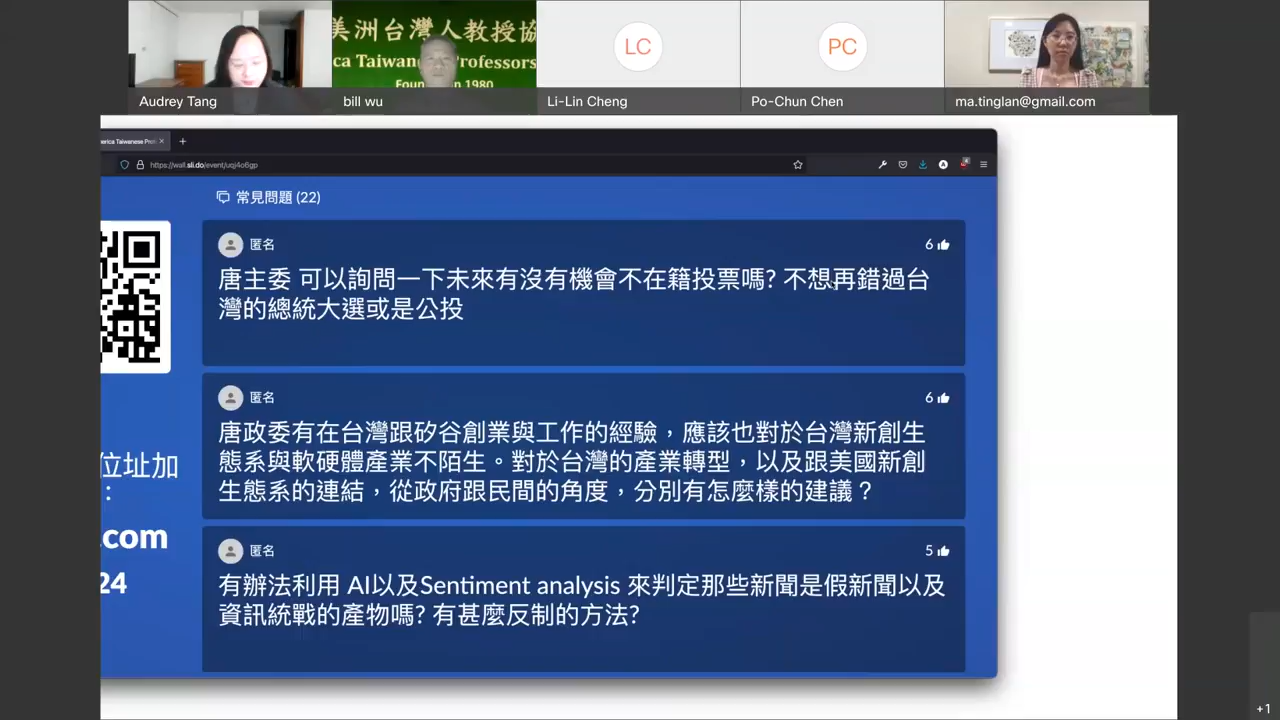 美洲台灣人教授協
ca Taiwan Professors
Foun n 1980
LC
PC
Audrey Tang
bill wu
Li-Lin Cheng
Po-Chun Chen
ma.tinglan@gmail.com
merica Taiwanese Prof
https://wall.sli.do/event/uqj4o6gp
常見問題 (22)
匿名
6
唐主委 可以詢問一下未來有沒有機會不在籍投票嗎? 不想再錯過台
灣的總統大選或是公投
匿名
6
唐政委有在台灣跟矽谷創業與工作的經驗，應該也對於台灣新創生
態系與軟硬體產業不陌生。對於台灣的產業轉型，以及跟美國新創
生態系的連結，從政府跟民間的角度，分別有怎麼樣的建議？
位址加
：
.com
24
匿名
5
有辦法利用 AI以及Sentiment analysis 來判定那些新聞是假新聞以及
資訊統戰的產物嗎? 有甚麼反制的方法?
+1